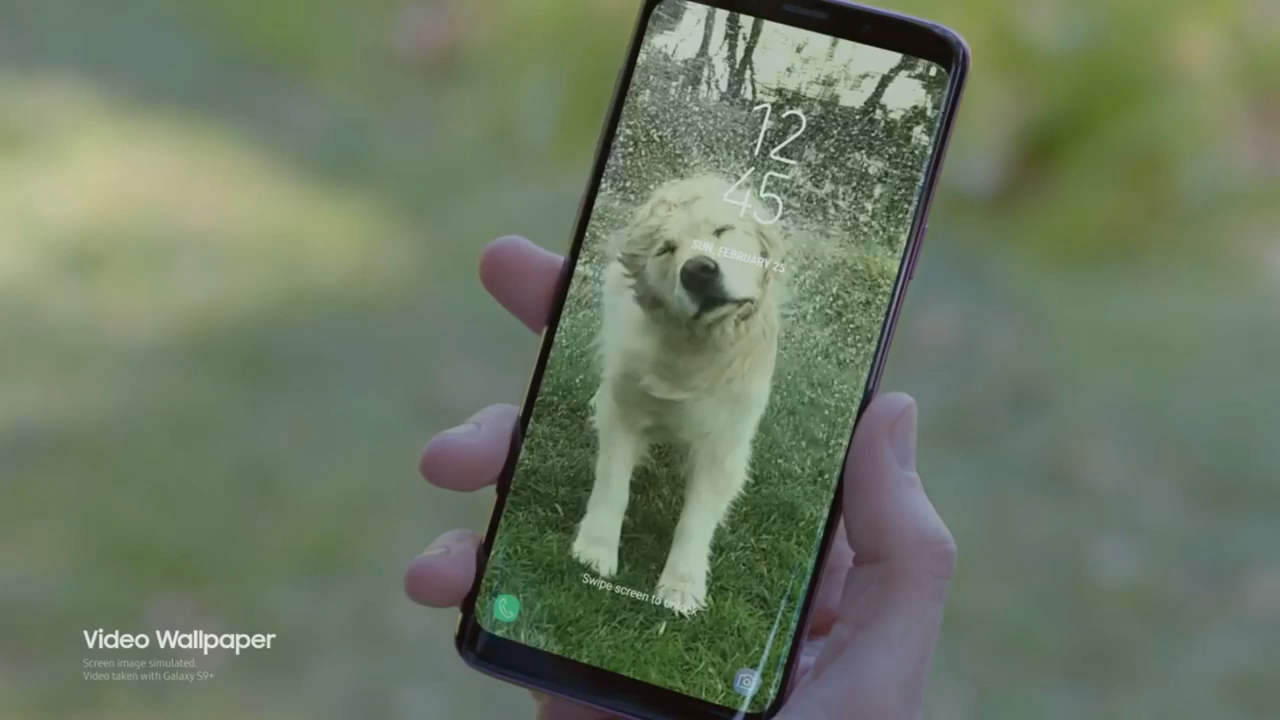 12
45
SUN, FEBRUARY 25
Swipe screen to unlock
Video Wallpaper
Screen image simulated.
Video taken with Galaxy S9+